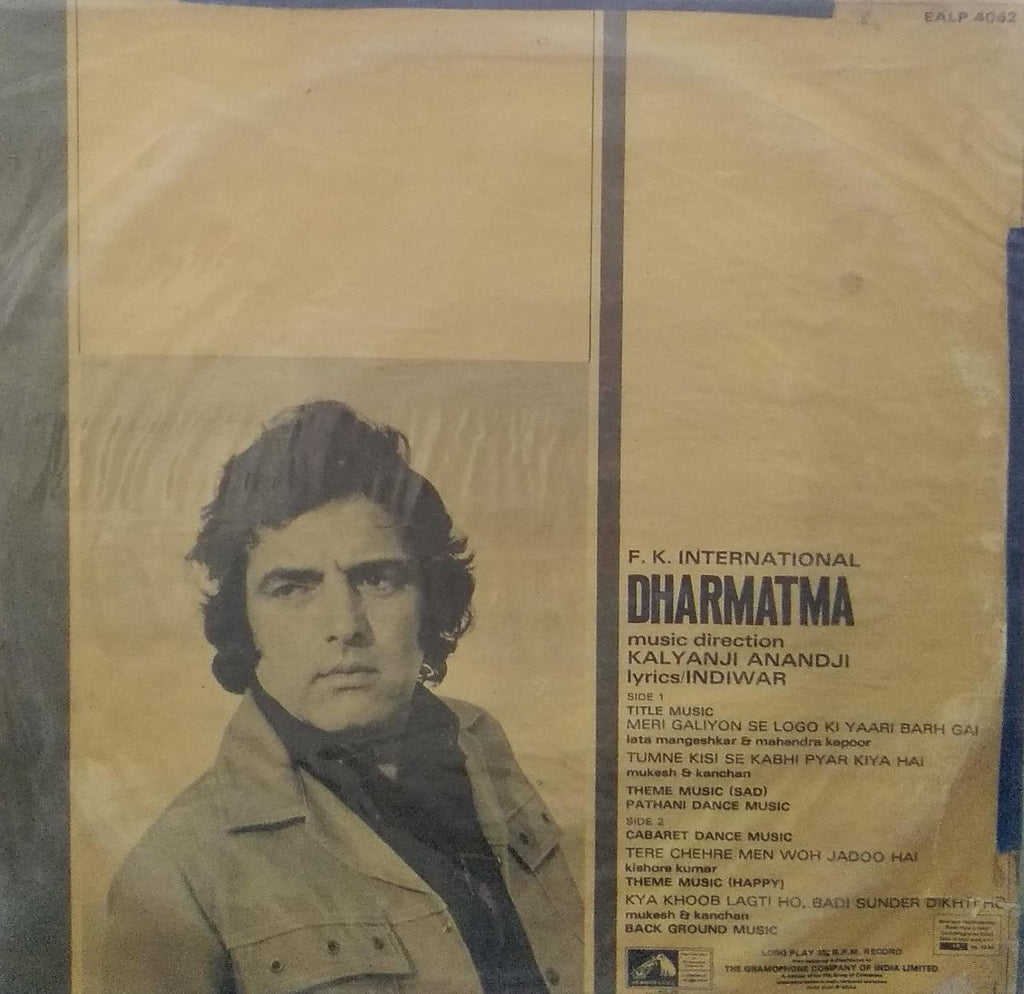 EALP 4082
F. K. INTERNATIONAL
DHARMATMA
music direction
KALYANJI ANANDJI
lyrics/INDIWAR
SIDE 1
TITLE MUSIC
MERI GALIYON SE LOGO KI YAARI BARH GAI
lata mangeshkar & mahendra kapoor
TUMNE KISI SE KABHI PYAR KIYA HAI
mukesh & kanchan
THEME MUSIC (SAD)
PATHANI DANCE MUSIC
SIDE 2
CABARET DANCE MUSIC
TERE CHEHRE MEN WOH JADOO HAI
kishore kumar
THEME MUSIC (HAPPY)
KYA KHOOB LAGTI HO, BADI SUNDER DIKHTI HO
mukesh & kanchan
BACK GROUND MUSIC
LONG PLAY 33⅓ R.P.M. RECORD
THE GRAMOPHONE COMPANY OF INDIA LIMITED